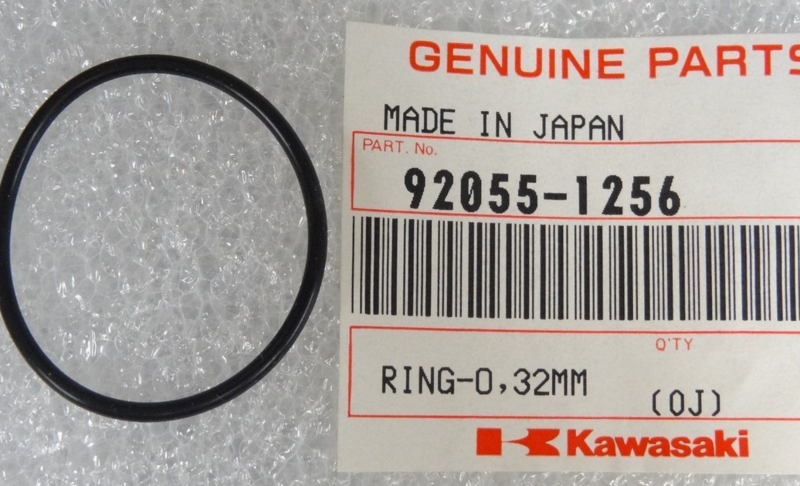 GENUINE PARTS
MADE IN JAPAN
PART. No.
92055-1256
Q'TY
RING-O,32MM
(OJ)
Kawasaki